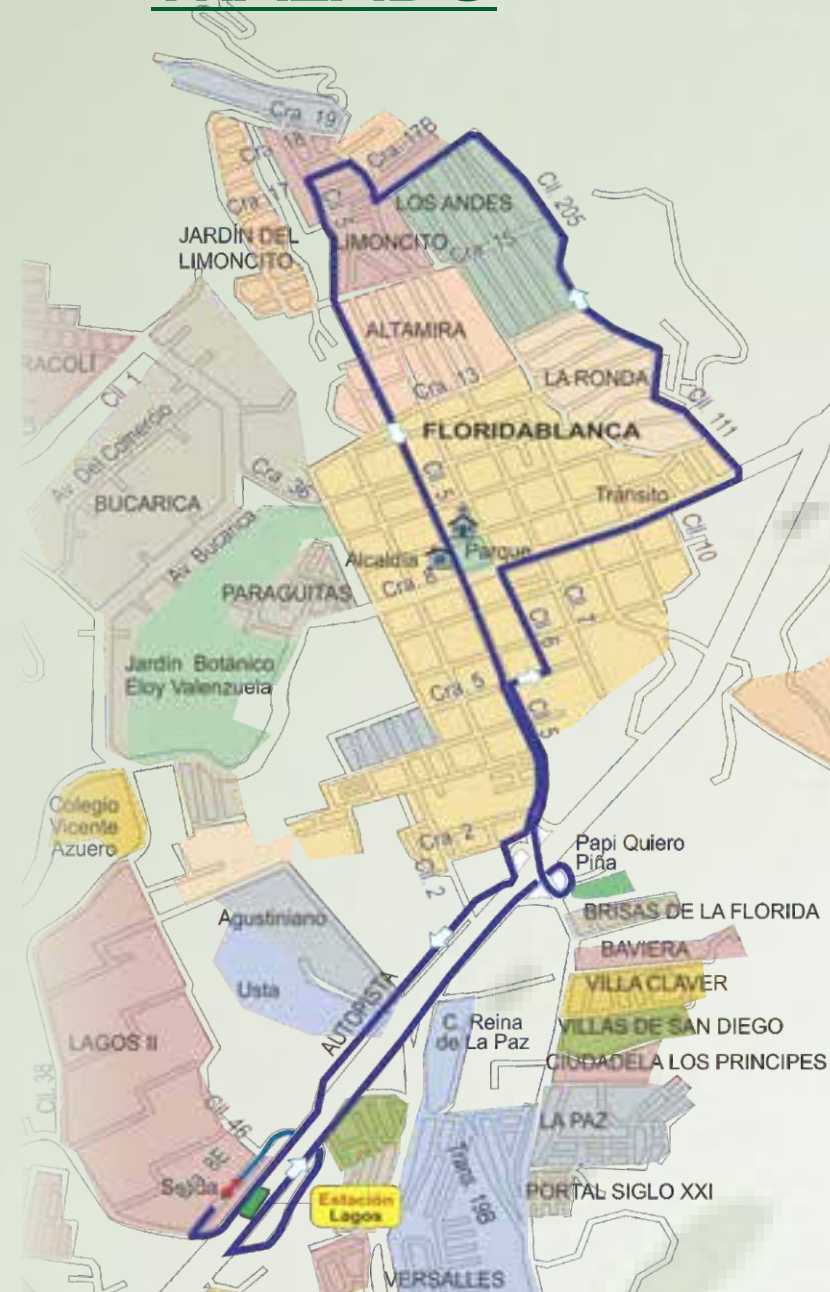 Cra. 19
Cra. 18
Cra. 17B
Cra. 17
Cll. 5
LOS ANDES
Cll. 205
JARDÍN DEL
LIMONCITO
LIMONCITO
Cra. 15
ALTAMIRA
RACOLÍ
Cll. 1
Cra. 13
LA RONDA
Cll. 111
FLORIDABLANCA
Av. Del Comercio
Cra. 36
Cll. 5
BUCARICA
Tránsito
Cll. 10
Av. Bucarica
Alcaldía
Parque
PARAGUITAS
Cll. 6
Cll. 7
Jardín Botánico
Eloy Valenzuela
Cra. 5
Cll. 5
Colegio
Vicente
Azuero
Cra. 2
Cll. 2
Papi Quiero
Piña
BRISAS DE LA FLORIDA
Agustiniano
BAVIERA
Usta
VILLA CLAVER
AUTOPISTA
C. Reina
de La Paz
VILLAS DE SAN DIEGO
LAGOS II
CIUDADELA LOS PRINCIPES
Cll. 38
Cll. 46
LA PAZ
8E
Trans. 19B
Estación
Lagos
PORTAL SIGLO XXI
VERSALLES